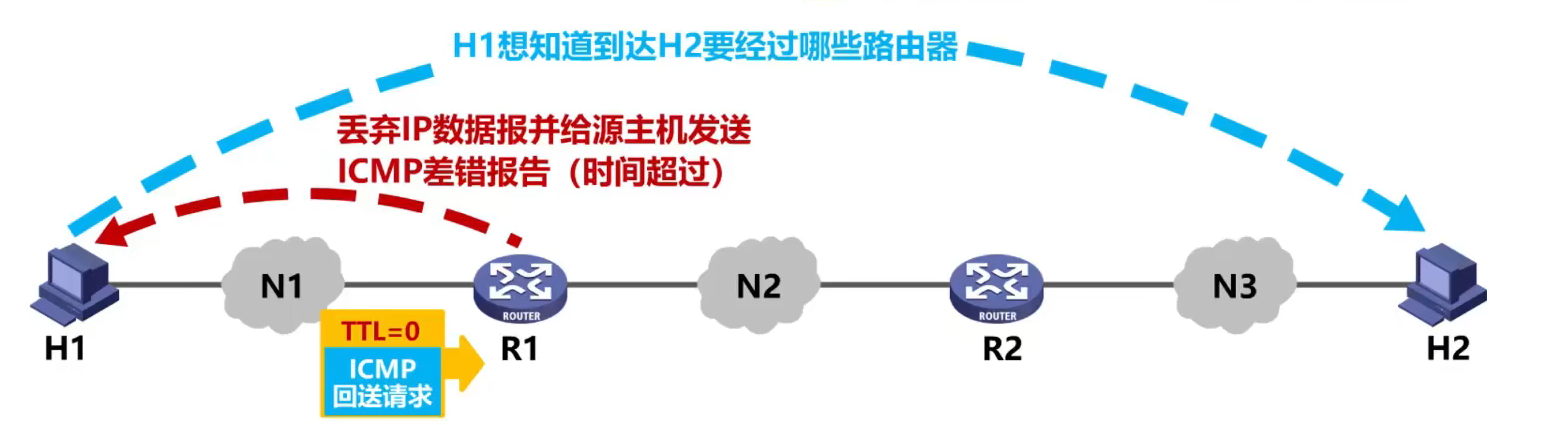 H1想知道到达H2要经过哪些路由器
丢弃IP数据报并给源主机发送
ICMP差错报告（时间超过）
N1
N2
N3
ROUTER
ROUTER
H1
TTL=0
ICMP
回送请求
R1
R2
H2